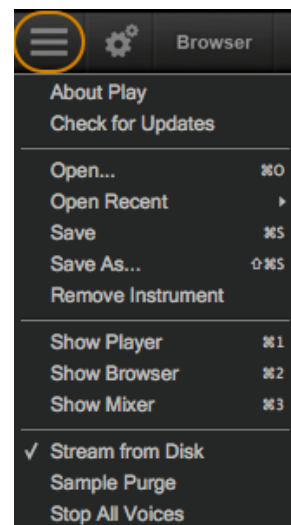 Browser
About Play
Check for Updates
Open... ⌘O
Open Recent ▸
Save ⌘S
Save As... ⇧⌘S
Remove Instrument
Show Player ⌘1
Show Browser ⌘2
Show Mixer ⌘3
✓ Stream from Disk
Sample Purge
Stop All Voices